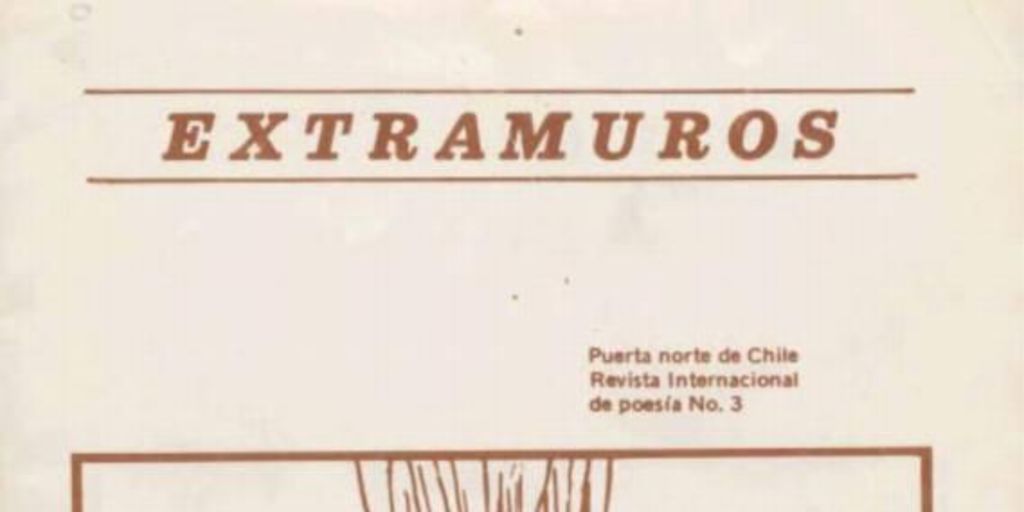 EXTRAMUROS
Puerta norte de Chile
Revista Internacional
de poesía No. 3